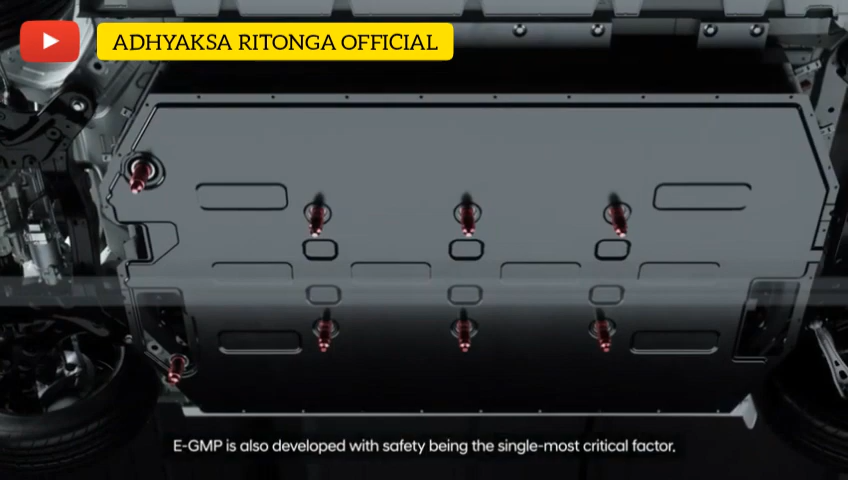 ADHYAKSA RITONGA OFFICIAL
E-GMP is also developed with safety being the single-most critical factor.